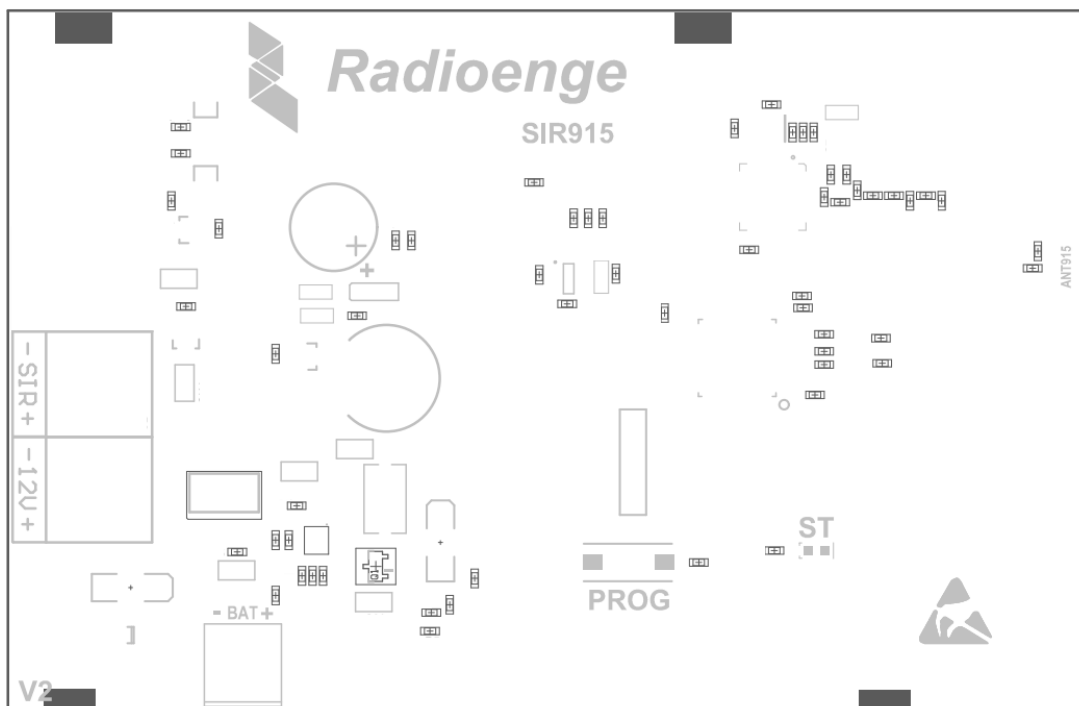 Radioenge
SIR915
ANT915
-SIR+
-12V+
ST
PROG
- BAT +
V2